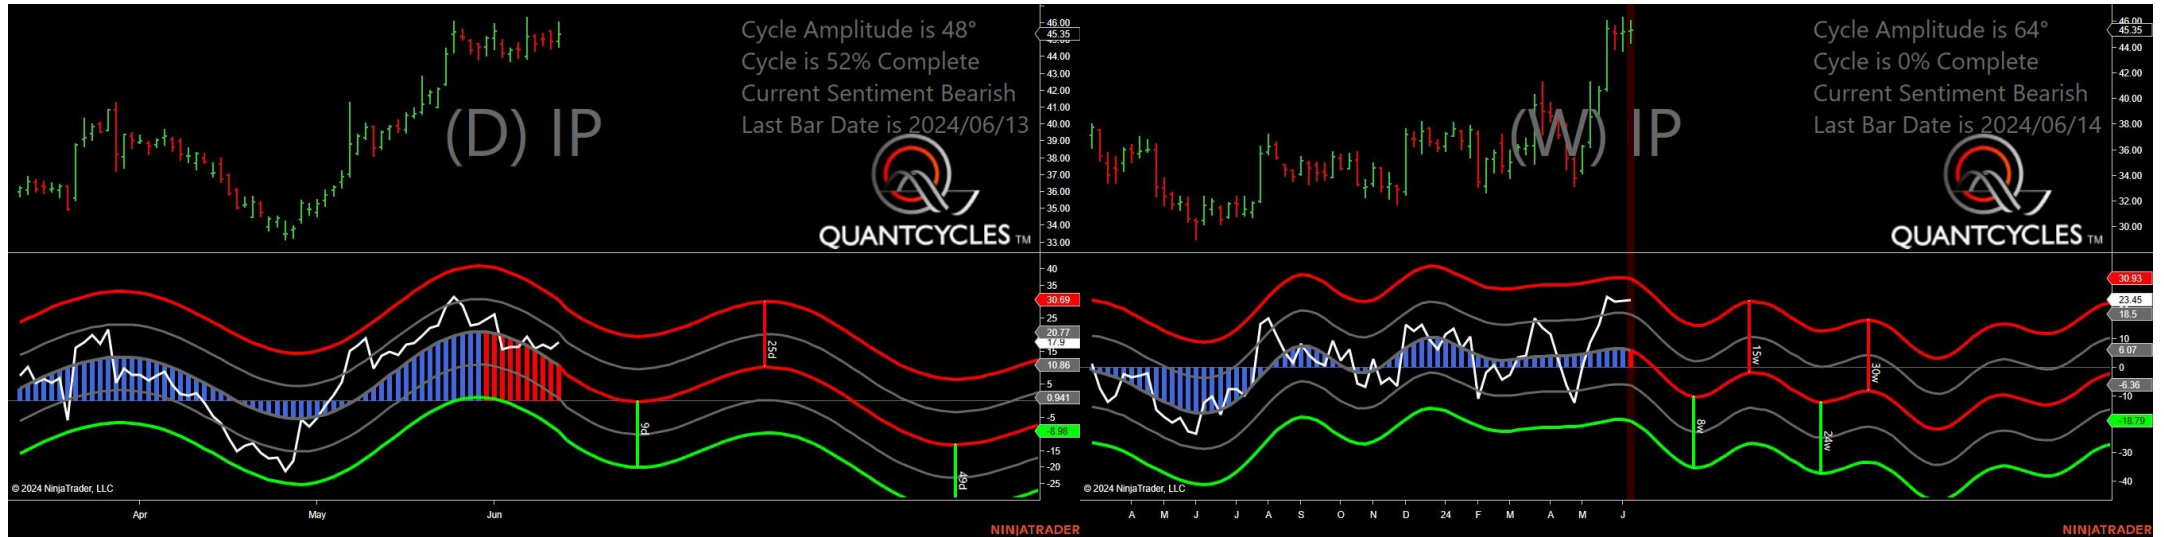 Cycle Amplitude is 48°
Cycle is 52% Complete
Current Sentiment Bearish
Last Bar Date is 2024/06/13
(D) IP
QUANTCYCLES TM
46.00
45.35
44.00
43.00
42.00
41.00
40.00
39.00
38.00
37.00
36.00
35.00
34.00
33.00
40
35
30.69
25
20.77
17.9
15
10.86
5
0.941
-5
-8.98
-15
-20
-25
25d
9d
49d
© 2024 NinjaTrader, LLC
Apr May Jun
NINJATRADER
Cycle Amplitude is 64°
Cycle is 0% Complete
Current Sentiment Bearish
Last Bar Date is 2024/06/14
(W) IP
QUANTCYCLES TM
46.00
45.35
44.00
42.00
40.00
38.00
36.00
34.00
32.00
30.00
30.93
23.45
18.5
10
6.07
0
-6.36
-10
-18.79
-30
-40
15w
30w
8w
24w
© 2024 NinjaTrader, LLC
A M J J A S O N D 24 F M A M J
NINJATRADER